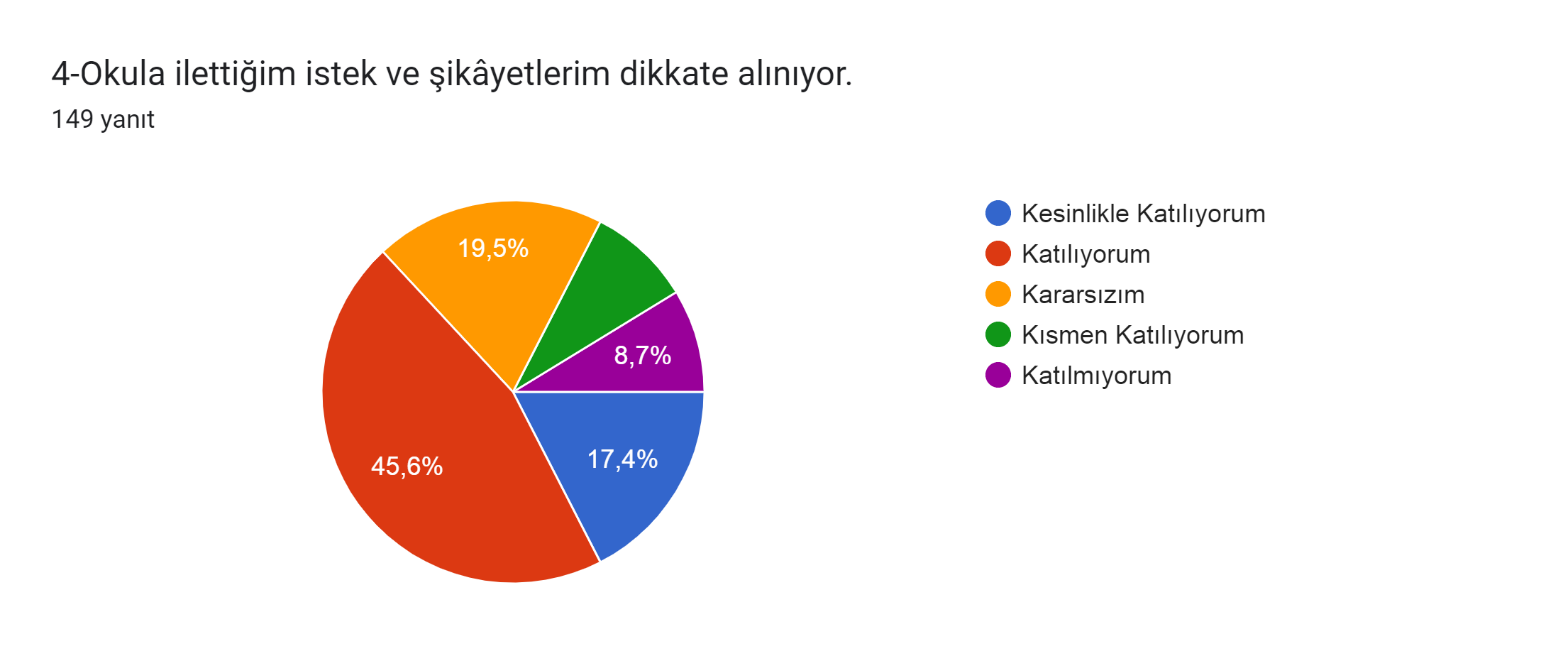 4-Okula ilettiğim istek ve şikâyetlerim dikkate alınıyor.
149 yanıt
Kesinlikle Katılıyorum
Katılıyorum
Kararsızım
Kısmen Katılıyorum
Katılmıyorum
19,5%
8,7%
17,4%
45,6%